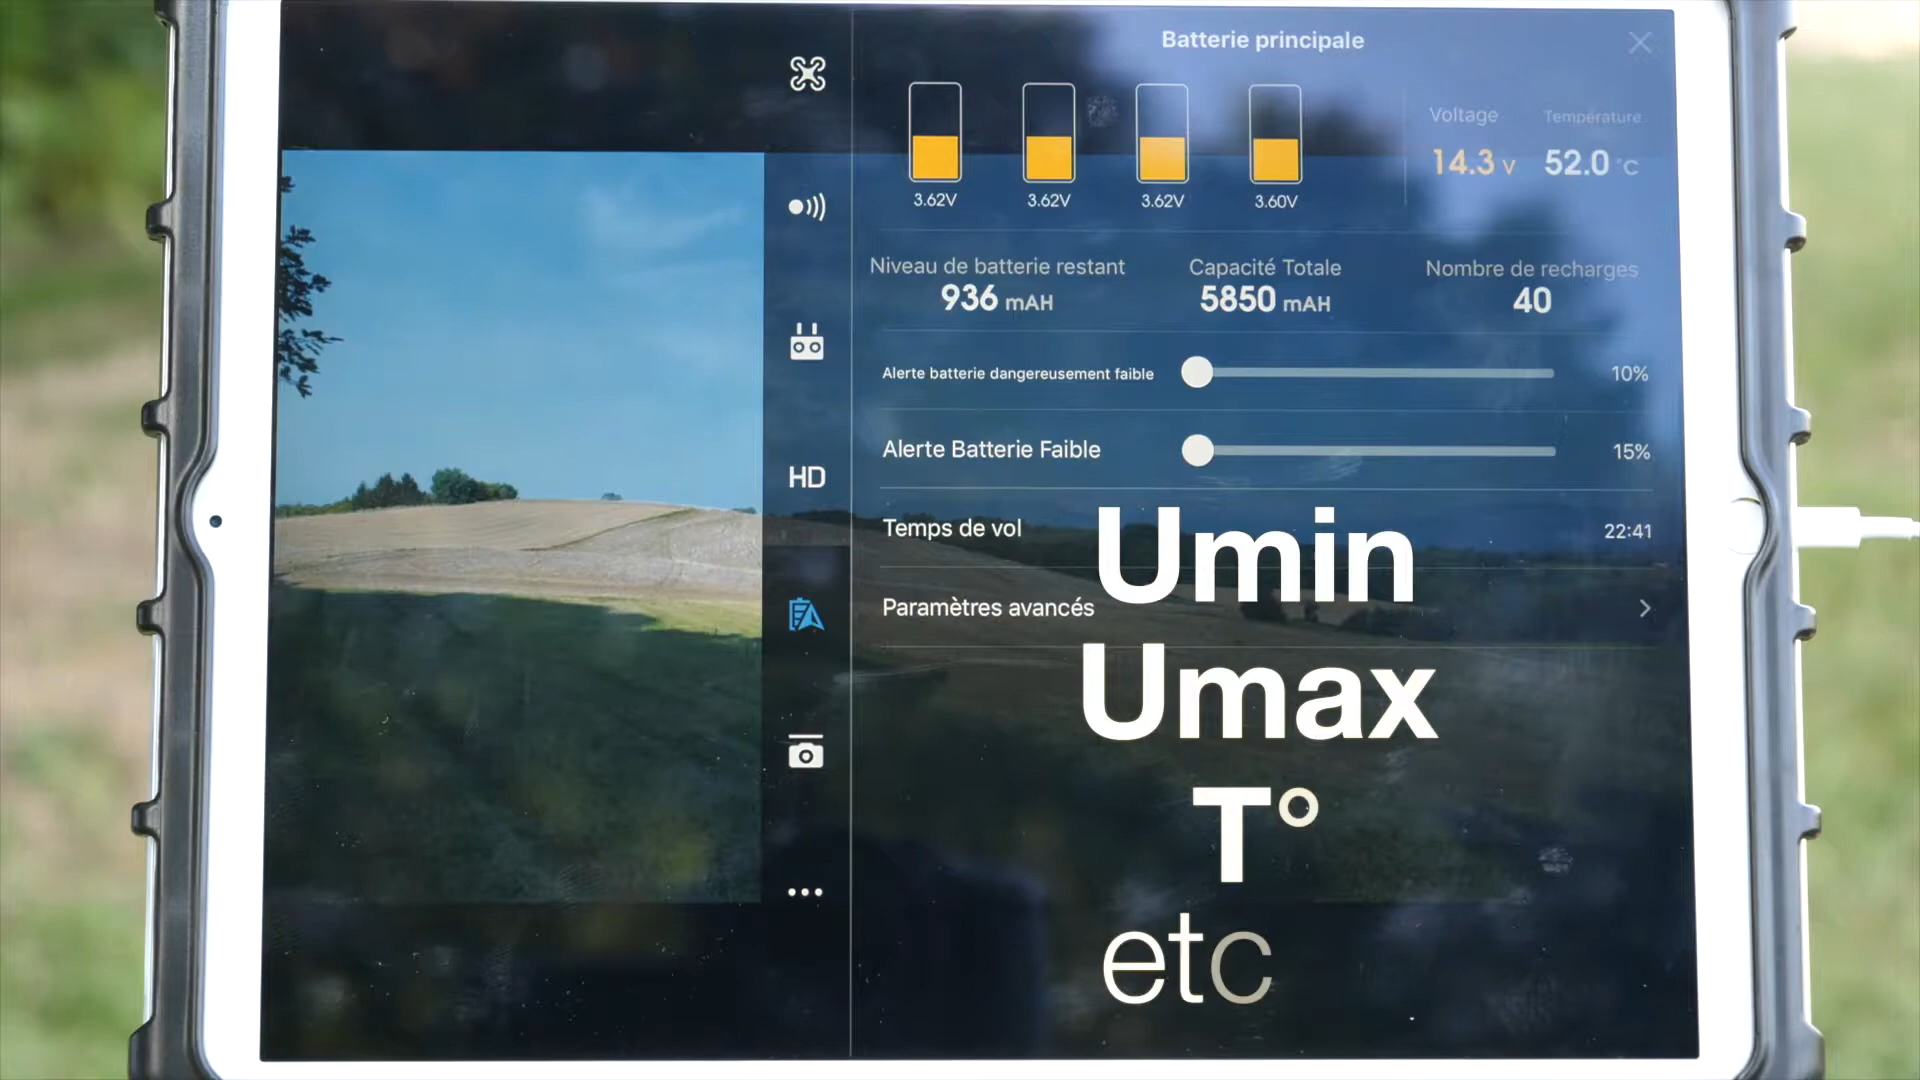 Batterie principale
Voltage Température
14.3 V 52.0 °C
3.62V 3.62V 3.62V 3.60V
Niveau de batterie restant Capacité Totale Nombre de recharges
936 mAH 5850 mAH 40
Alerte batterie dangereusement faible 10%
Alerte Batterie Faible 15%
HD
Temps de vol 22:41
Paramètres avancés
Umin
Umax
T°
etc